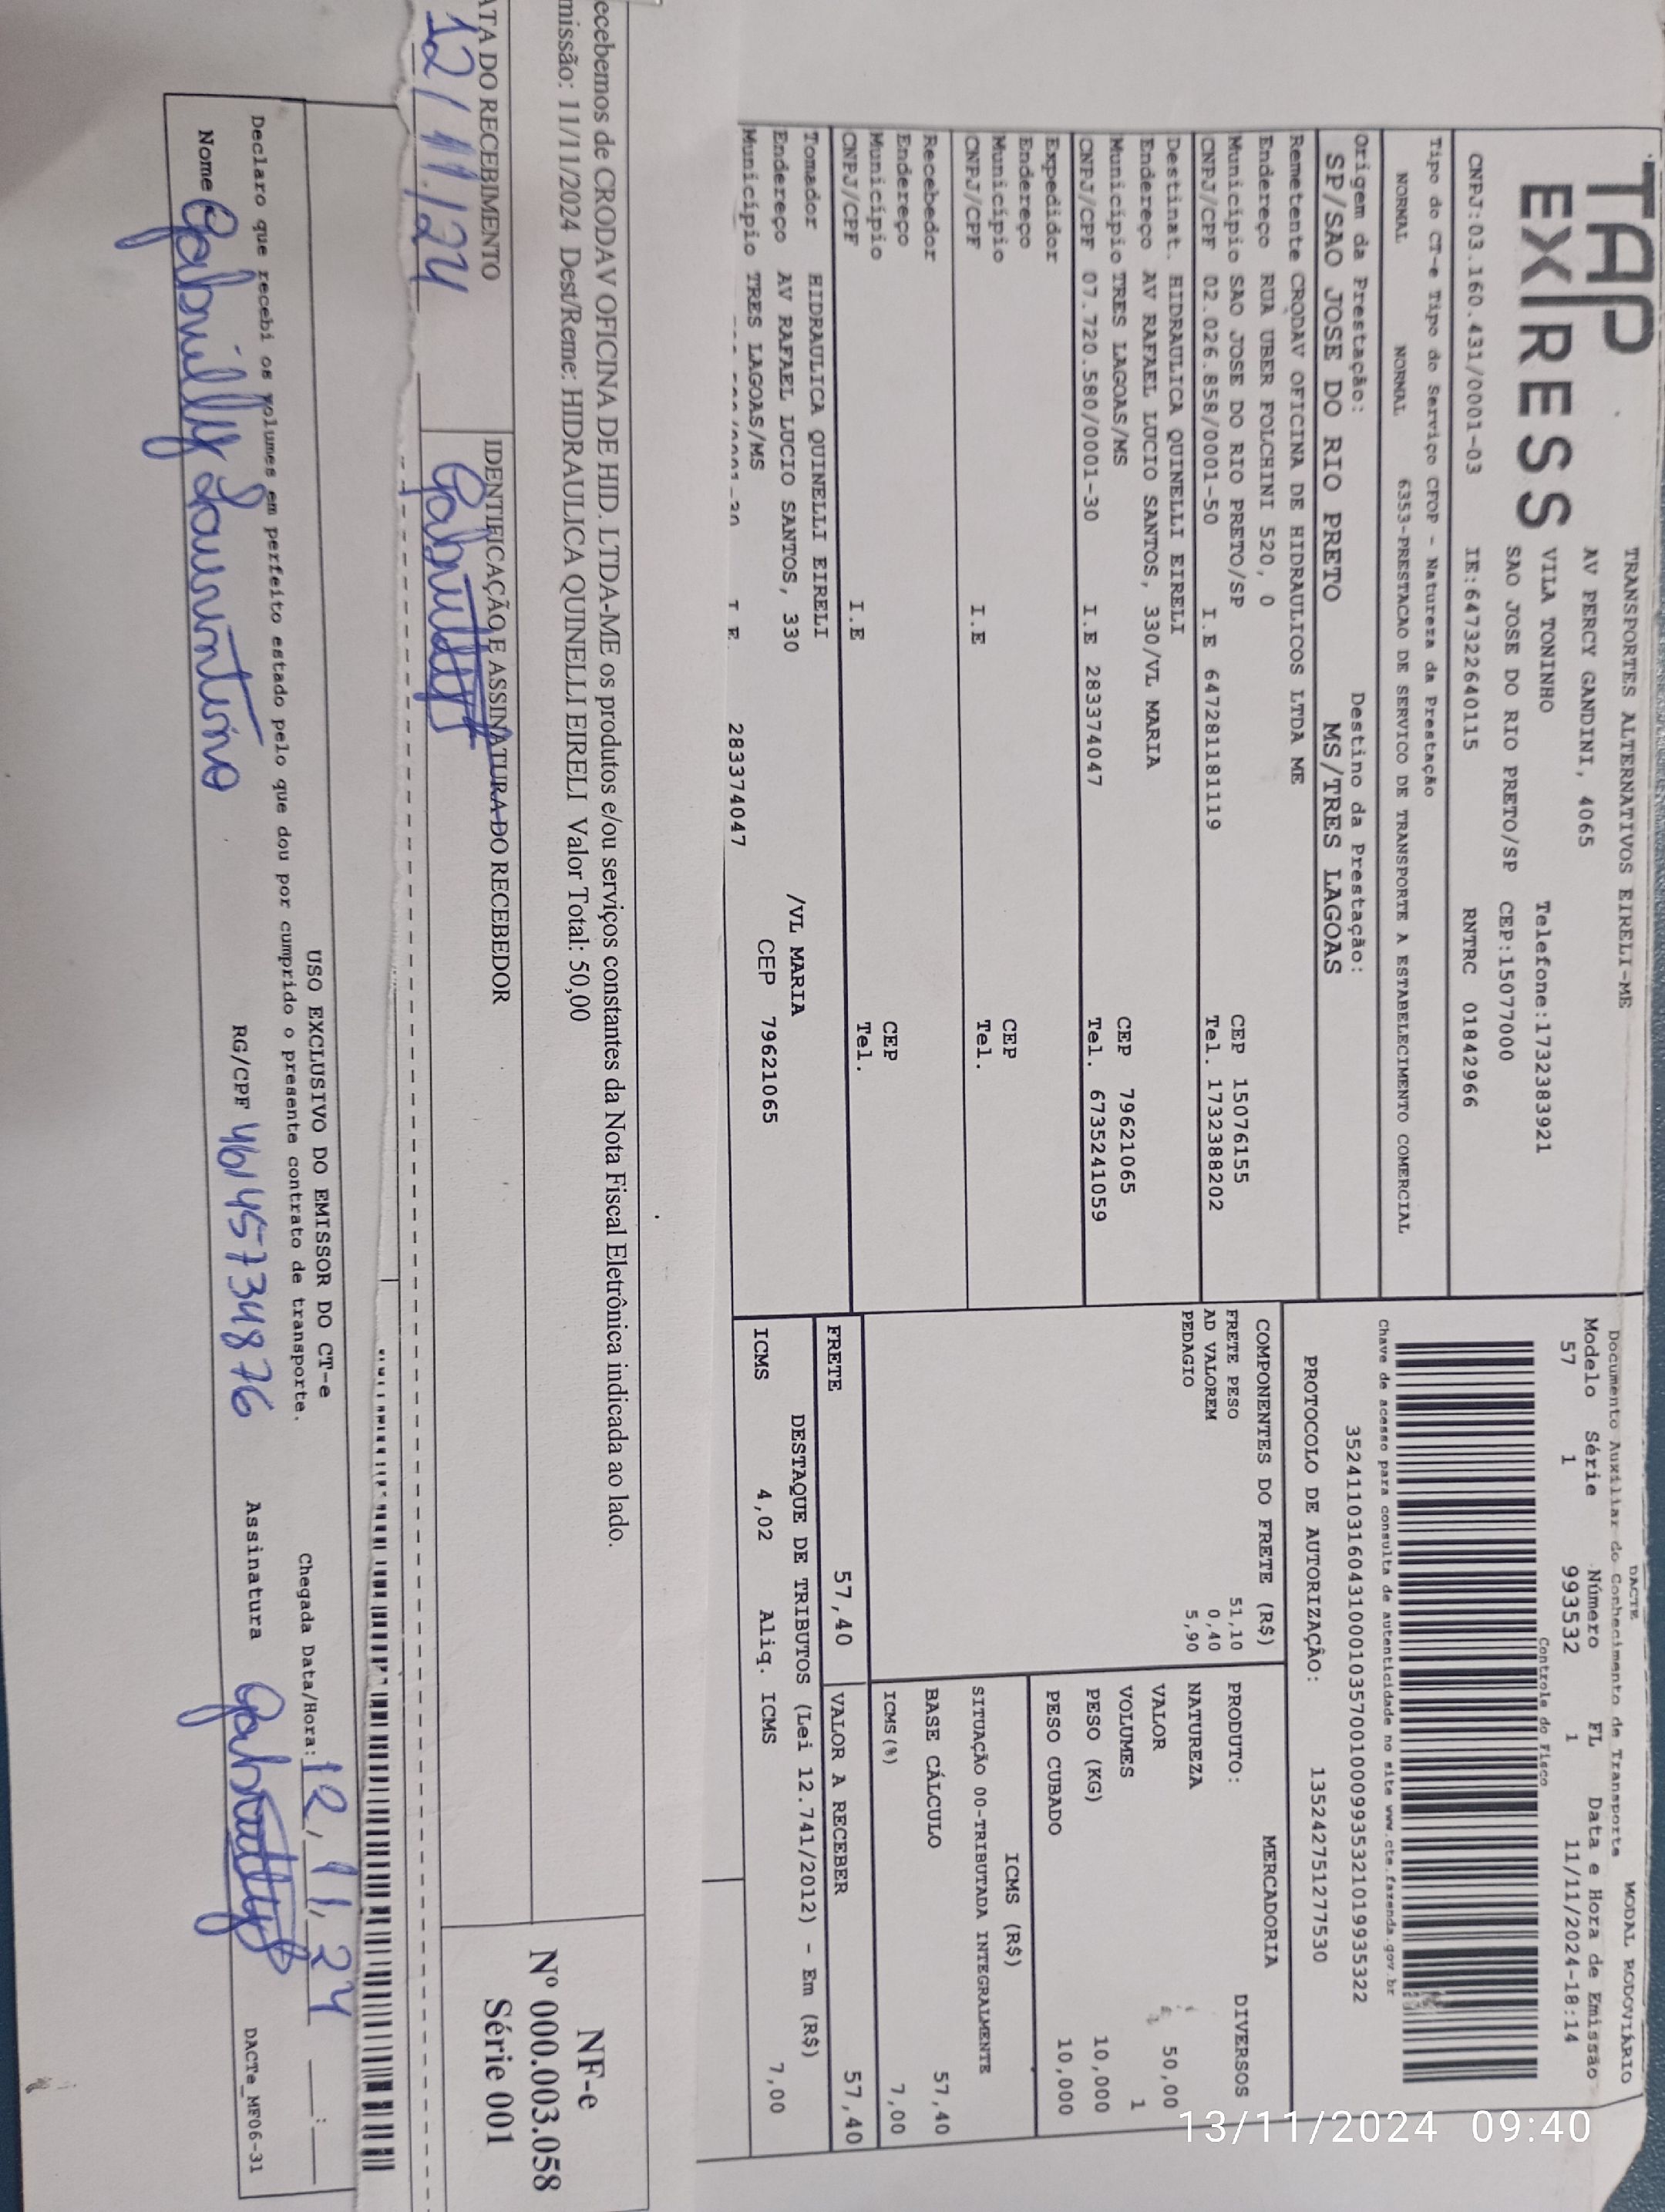 TAP
EXPRESS
TRANSPORTES ALTERNATIVOS EIRELI-ME
AV PERCY GANDINI, 4065
VILA TONINHO Telefone:1732383921
SAO JOSE DO RIO PRETO/SP CEP:15077000
CNPJ:03.160.431/0001-03 IE:647322640115 RNTRC 01842966
DACTE MODAL RODOVIÁRIO
Documento Auxiliar do Conhecimento de Transporte
Modelo Série Número FL Data e Hora de Emissão
57 1 993532 1 11/11/2024-18:14
Controle do Fisco
Tipo do CT-e Tipo do Serviço CFOP - Natureza da Prestação
NORMAL NORMAL 6353-PRESTACAO DE SERVICO DE TRANSPORTE A ESTABELECIMENTO COMERCIAL
Chave de acesso para consulta de autenticidade no site www.cte.fazenda.gov.br
35241103160431000103570010009935321019935322
Origem da Prestação: Destino da Prestação:
SP/SAO JOSE DO RIO PRETO MS/TRES LAGOAS
PROTOCOLO DE AUTORIZAÇÃO: 135242751277530
Remetente CRODAV OFICINA DE HIDRAULICOS LTDA ME
Endereço RUA UBER FOLCHINI 520, 0
Município SAO JOSE DO RIO PRETO/SP CEP 15076155
CNPJ/CPF 02.026.858/0001-50 I.E 647281181119 Tel. 1732388202
Destinat. HIDRAULICA QUINELLI EIRELI
Endereço AV RAFAEL LUCIO SANTOS, 330/VL MARIA
Município TRES LAGOAS/MS CEP 79621065
CNPJ/CPF 07.720.580/0001-30 I.E 283374047 Tel. 6735241059
Expedidor
Endereço
Município CEP
CNPJ/CPF I.E Tel.
Recebedor
Endereço
Município CEP
CNPJ/CPF I.E Tel.
Tomador HIDRAULICA QUINELLI EIRELI
Endereço AV RAFAEL LUCIO SANTOS, 330 /VL MARIA
Município TRES LAGOAS/MS CEP 79621065
283374047
COMPONENTES DO FRETE (R$)
FRETE PESO 51,10
AD VALOREM 0,40
PEDAGIO 5,90
MERCADORIA
PRODUTO: DIVERSOS
NATUREZA
VALOR 50,00
VOLUMES 1
PESO (KG) 10,000
PESO CUBADO 10,000
ICMS (R$)
SITUAÇÃO 00-TRIBUTADA INTEGRALMENTE
BASE CÁLCULO 57,40
ICMS(%) 7,00
FRETE 57,40 VALOR A RECEBER 57,40
DESTAQUE DE TRIBUTOS (Lei 12.741/2012) - Em (R$)
ICMS 4,02 Aliq. ICMS 7,00
ecebemos de CRODAV OFICINA DE HID. LTDA-ME os produtos e/ou serviços constantes da Nota Fiscal Eletrônica indicada ao lado.
missão: 11/11/2024 Dest/Reme: HIDRAULICA QUINELLI EIRELI Valor Total: 50,00
NF-e
Nº 000.003.058
Série 001
ATA DO RECEBIMENTO IDENTIFICAÇÃO E ASSINATURA DO RECEBEDOR
12/11/24
USO EXCLUSIVO DO EMISSOR DO CT-e
Chegada Data/Hora: 12/11/24 __:__
Declaro que recebi os volumes em perfeito estado pelo que dou por cumprido o presente contrato de transporte.
Nome Gabrielly RG/CPF 46145734876 Assinatura
DACTe_MF06-31
13/11/2024 09:40